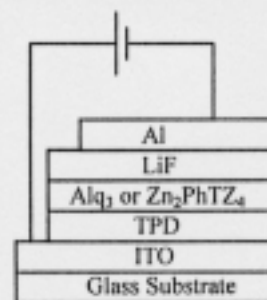 Al
LiF
Alq₃ or Zn₂PhTZ₄
TPD
ITO
Glass Substrate